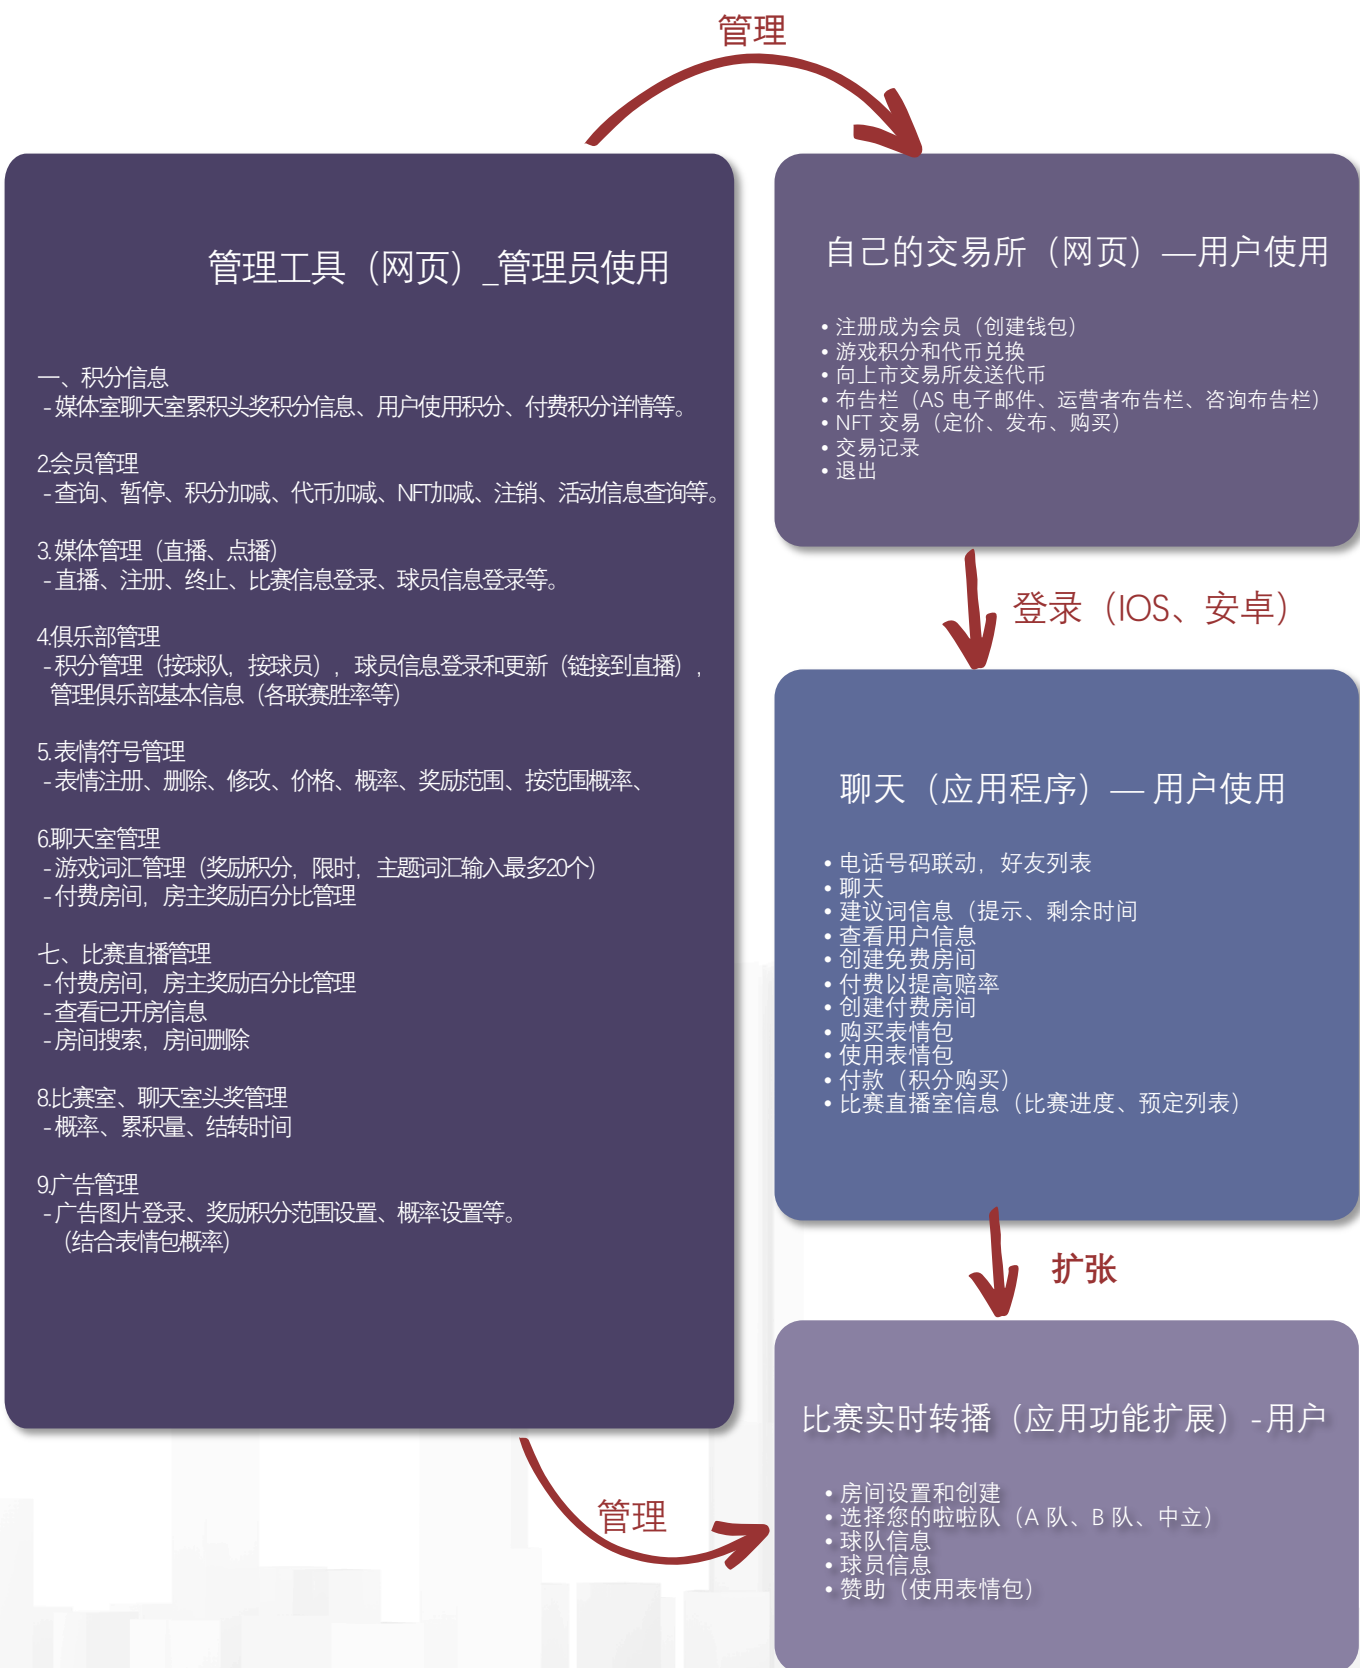 管理
管理工具（网页）_管理员使用
一、积分信息
- 媒体室聊天室累积头奖积分信息、用户使用积分、付费积分详情等。
2.会员管理
- 查询、暂停、积分加减、代币加减、NFT加减、注销、活动信息查询等。
3.媒体管理（直播、点播）
- 直播、注册、终止、比赛信息登录、球员信息登录等。
4.俱乐部管理
- 积分管理（按球队，按球员），球员信息登录和更新（链接到直播），
管理俱乐部基本信息（各联赛胜率等）
5.表情符号管理
- 表情注册、删除、修改、价格、概率、奖励范围、按范围概率、
6.聊天室管理
- 游戏词汇管理（奖励积分，限时，主题词汇输入最多20个）
- 付费房间，房主奖励百分比管理
七、比赛直播管理
- 付费房间，房主奖励百分比管理
- 查看已开房信息
- 房间搜索，房间删除
8.比赛室、聊天室头奖管理
- 概率、累积量、结转时间
9.广告管理
- 广告图片登录、奖励积分范围设置、概率设置等。
（结合表情包概率）
管理
自己的交易所（网页）—用户使用
• 注册成为会员（创建钱包）
• 游戏积分和代币兑换
• 向上市交易所发送代币
• 布告栏（AS 电子邮件、运营者布告栏、咨询布告栏）
• NFT 交易（定价、发布、购买）
• 交易记录
• 退出
登录（IOS、安卓）
聊天（应用程序）— 用户使用
• 电话号码联动，好友列表
• 聊天
• 建议词信息（提示、剩余时间
• 查看用户信息
• 创建免费房间
• 付费以提高赔率
• 创建付费房间
• 购买表情包
• 使用表情包
• 付款（积分购买）
• 比赛直播室信息（比赛进度、预定列表）
扩张
比赛实时转播（应用功能扩展）-用户
• 房间设置和创建
• 选择您的啦啦队（A 队、B 队、中立）
• 球队信息
• 球员信息
• 赞助（使用表情包）